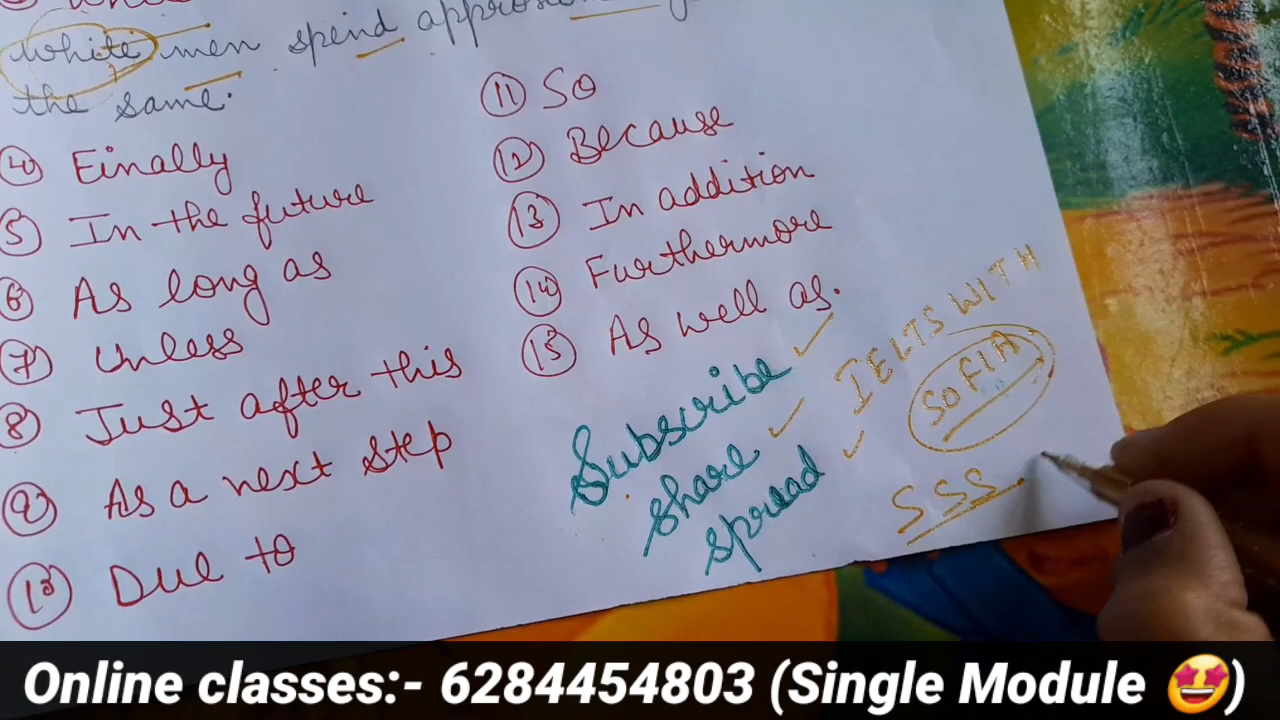 white men spend
the same.
④ Finally
⑤ In the future
⑥ As long as
⑦ Unless
⑧ Just after this
⑨ As a next step
⑩ Due to
⑪ So
⑫ Because
⑬ In addition
⑭ Furthermore
⑮ As well as.
Subscribe ✓
share ✓
spread ✓
IELTS WITH
SOFIA.
SSS.
Online classes:- 6284454803 (Single Module 🤩)